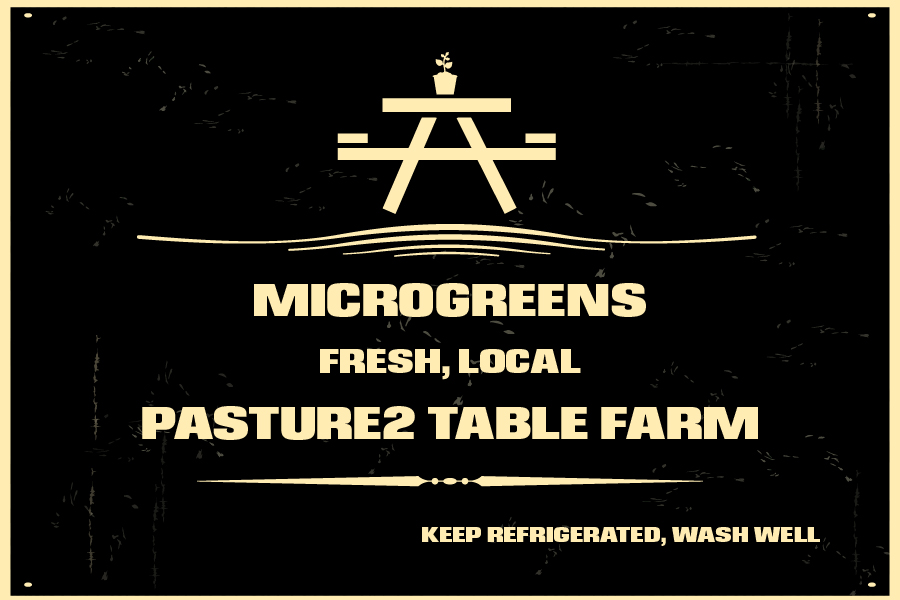 MICROGREENS
FRESH, LOCAL
PASTURE2 TABLE FARM
KEEP REFRIGERATED, WASH WELL